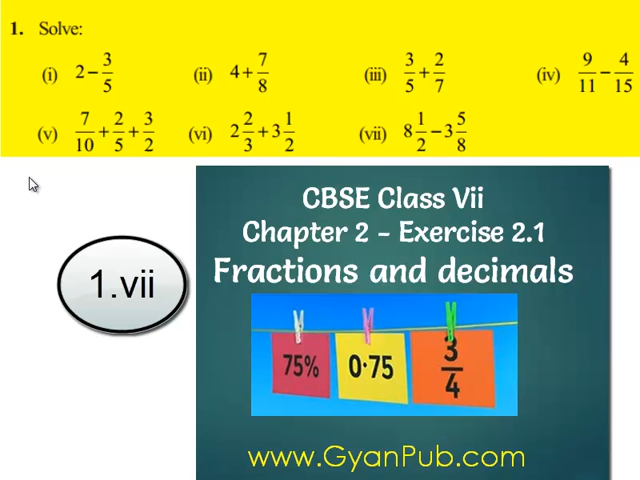 1. Solve:
(i) 2 − 3/5 (ii) 4 + 7/8 (iii) 3/5 + 2/7 (iv) 9/11 − 4/15
(v) 7/10 + 2/5 + 3/2 (vi) 2 2/3 + 3 1/2 (vii) 8 1/2 − 3 5/8
1.vii
CBSE Class Vii
Chapter 2 - Exercise 2.1
Fractions and decimals
75% 0·75 3/4
www.GyanPub.com